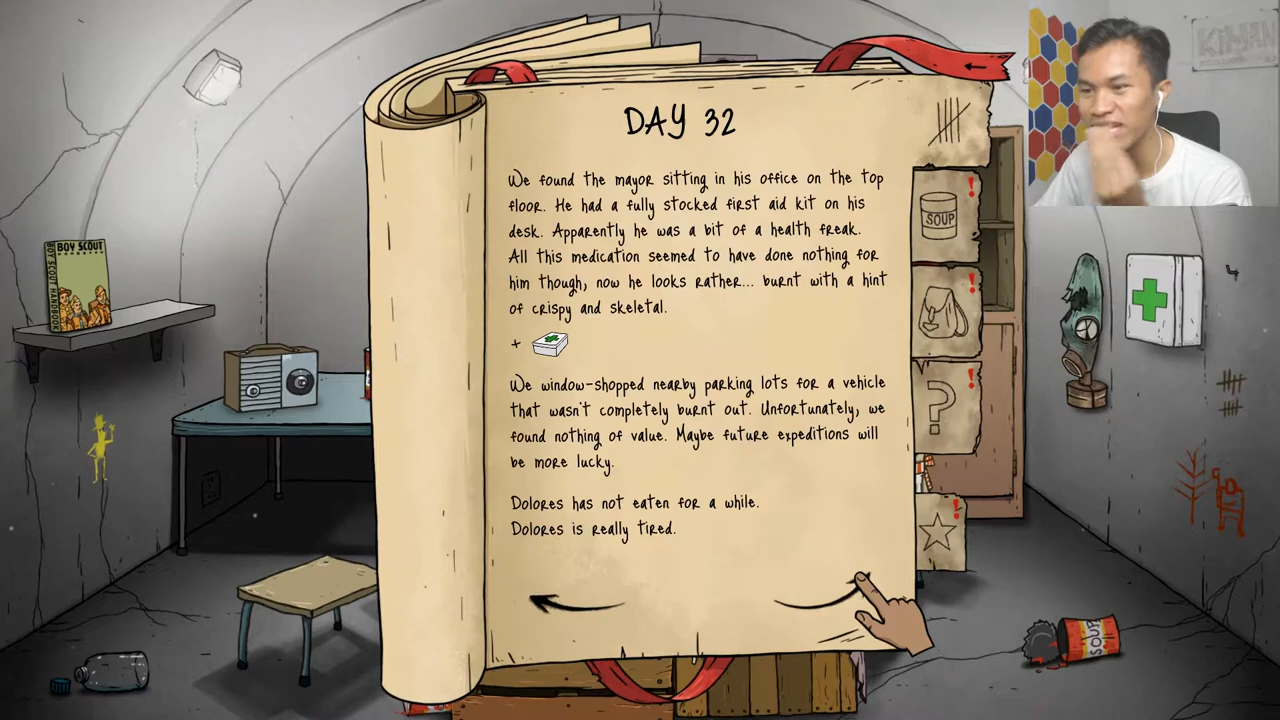 DAY 32
We found the mayor sitting in his office on the top
floor. He had a fully stocked first aid kit on his
desk. Apparently he was a bit of a health freak.
All this medication seemed to have done nothing for
him though, now he looks rather... burnt with a hint
of crispy and skeletal.
+
We window-shopped nearby parking lots for a vehicle
that wasn't completely burnt out. Unfortunately, we
found nothing of value. Maybe future expeditions will
be more lucky.
Dolores has not eaten for a while.
Dolores is really tired.
SOUP
!
!
?
!
!
BOY SCOUT
BOY SCOUT HANDBOOK
SOUP